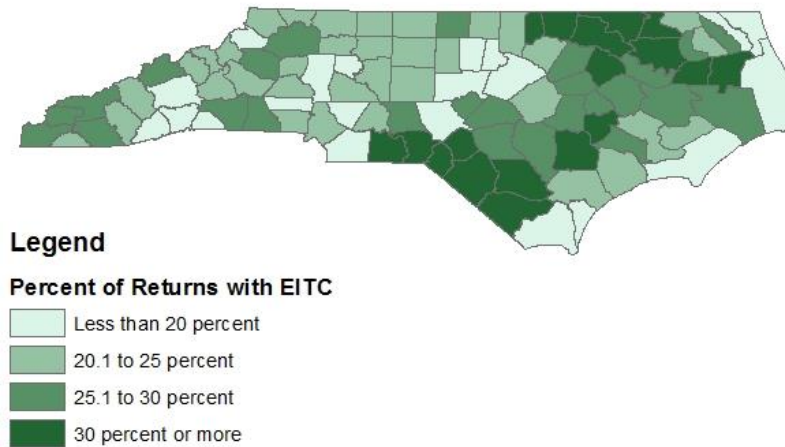 Legend
Percent of Returns with EITC
Less than 20 percent
20.1 to 25 percent
25.1 to 30 percent
30 percent or more